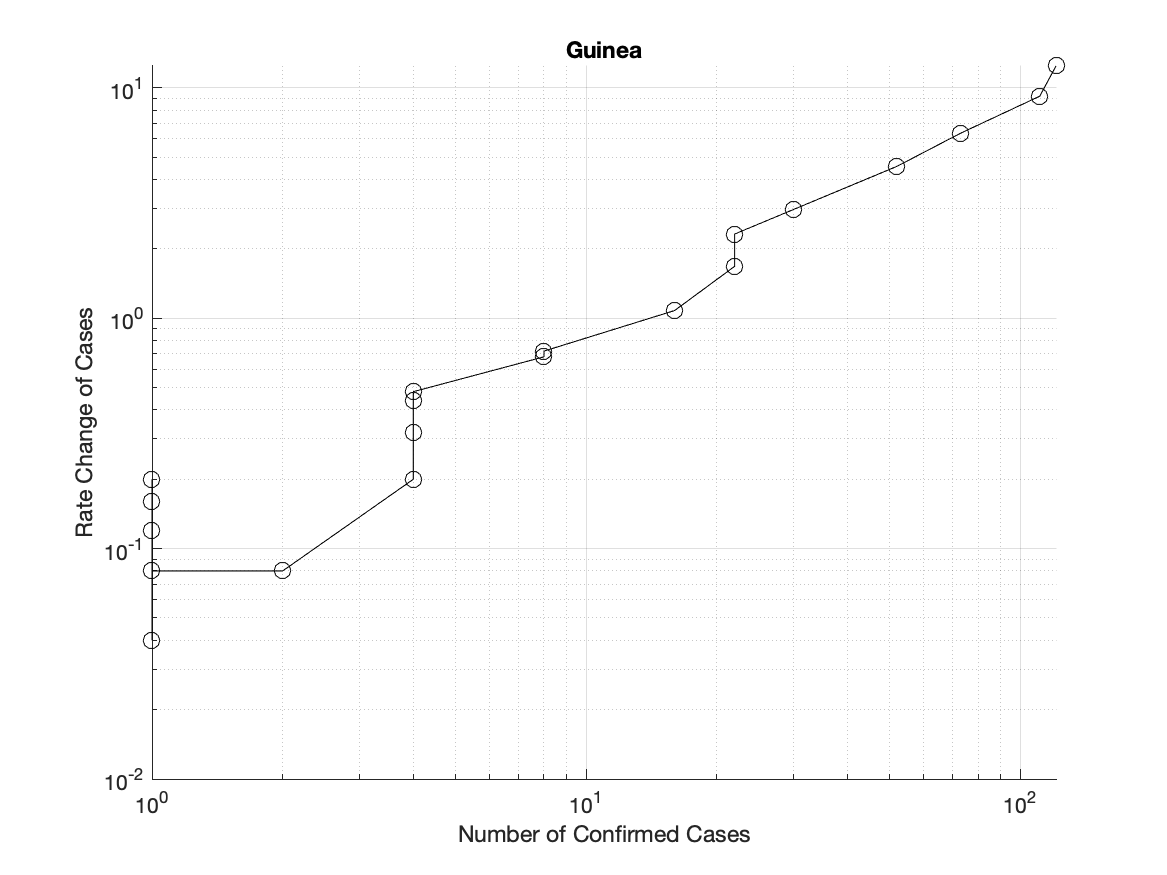 Guinea
10^1
10^0
10^-1
10^-2
Rate Change of Cases
10^0 10^1 10^2
Number of Confirmed Cases